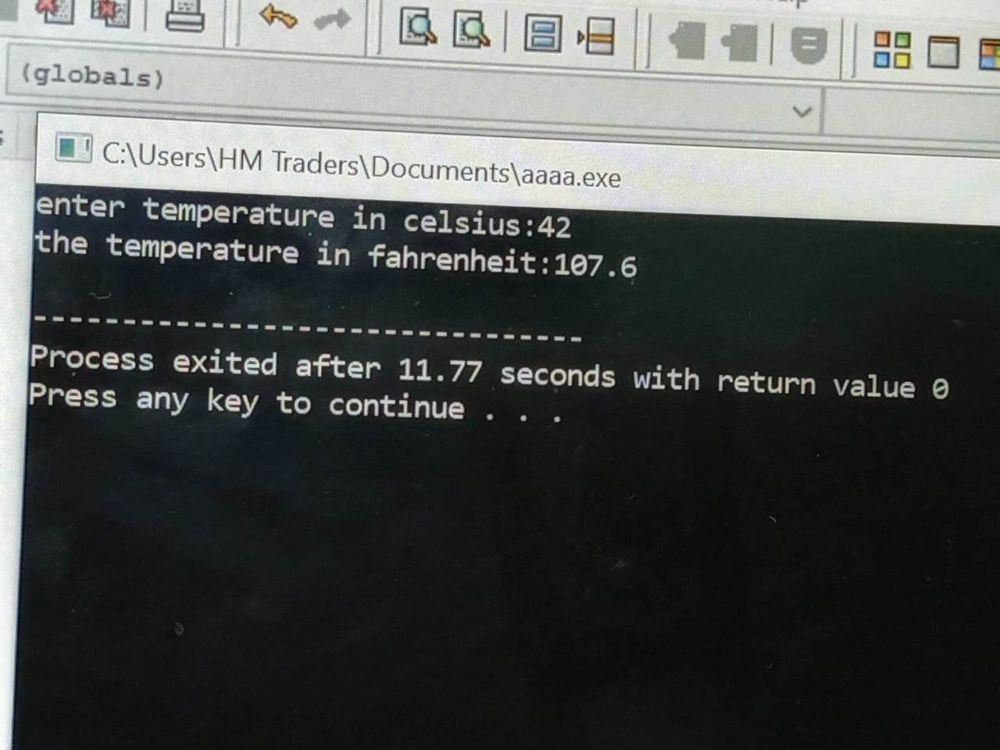 (globals)
C:\Users\HM Traders\Documents\aaaa.exe
enter temperature in celsius:42
the temperature in fahrenheit:107.6
--------------------------------
Process exited after 11.77 seconds with return value 0
Press any key to continue . . .